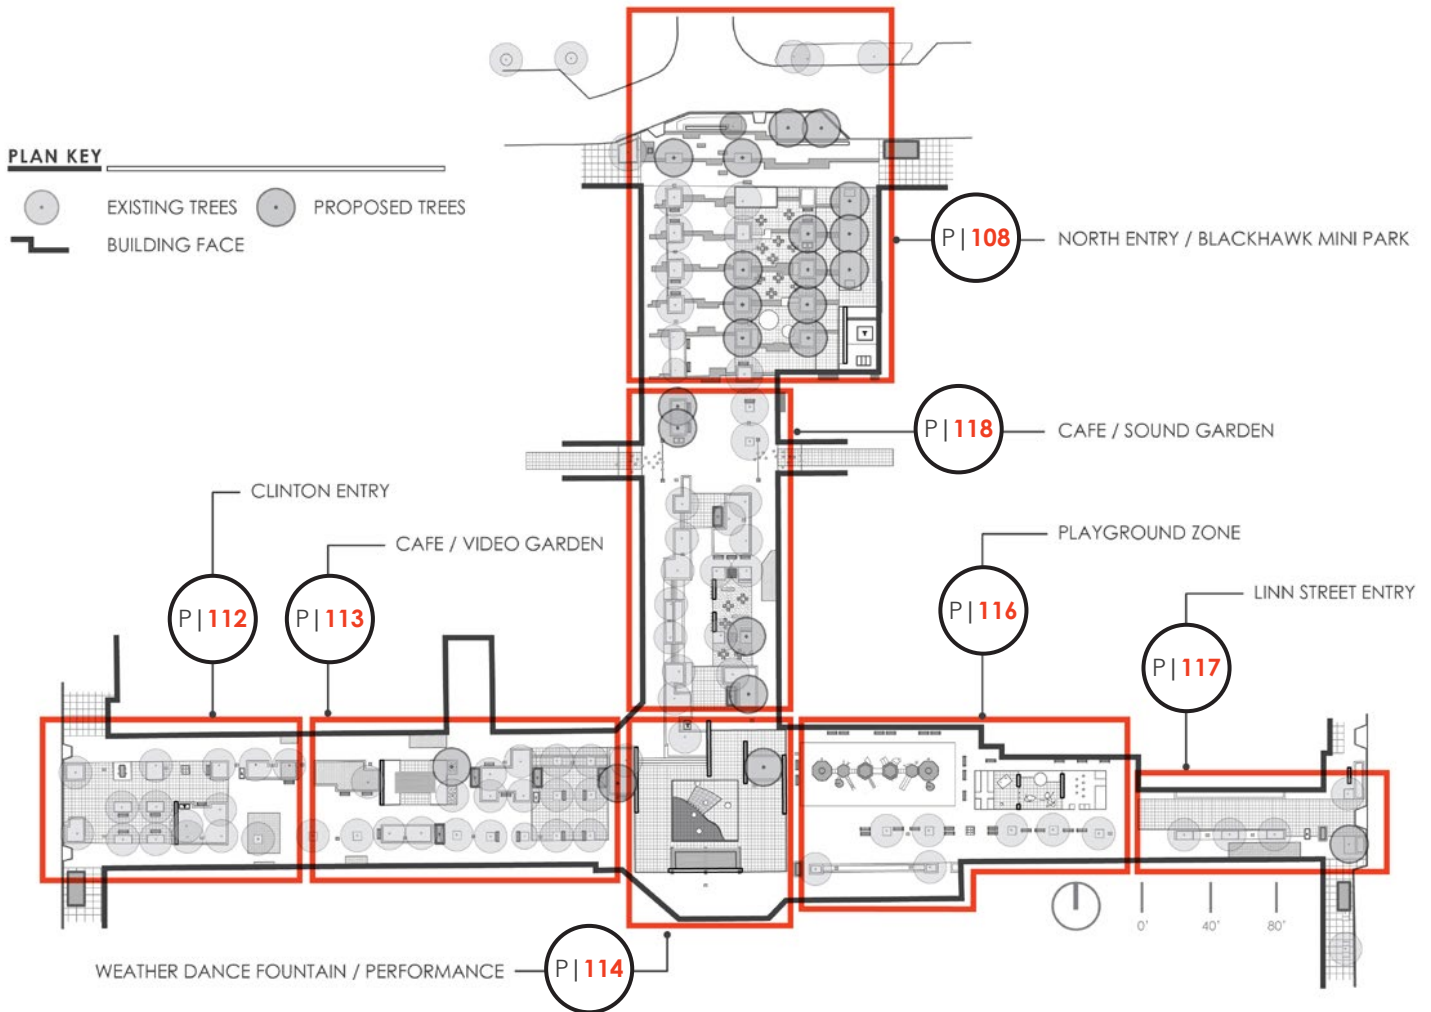 PLAN KEY
EXISTING TREES
PROPOSED TREES
BUILDING FACE
P|108
NORTH ENTRY / BLACKHAWK MINI PARK
P|118
CAFE / SOUND GARDEN
CLINTON ENTRY
CAFE / VIDEO GARDEN
PLAYGROUND ZONE
LINN STREET ENTRY
P|112
P|113
P|116
P|117
0'
40'
80'
WEATHER DANCE FOUNTAIN / PERFORMANCE
P|114